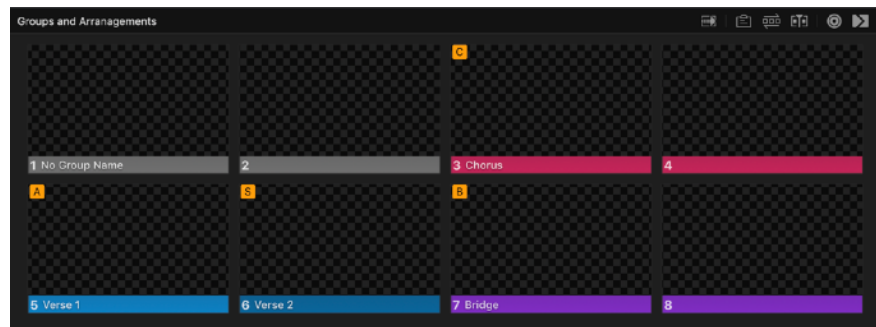 Groups and Arranagements
C
1 No Group Name
2
3 Chorus
4
A
S
B
5 Verse 1
6 Verse 2
7 Bridge
8